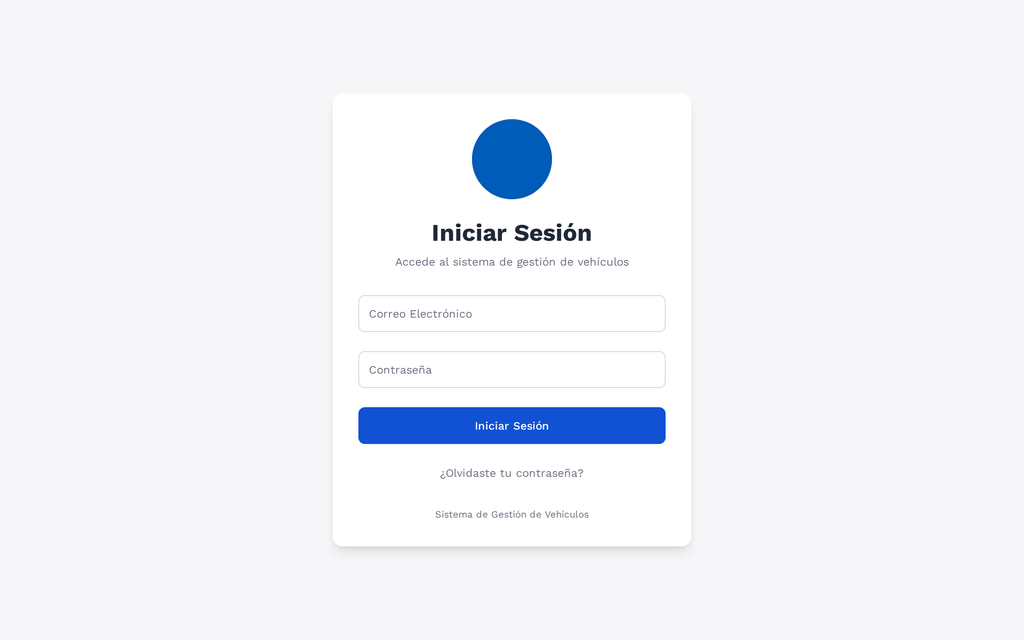 Iniciar Sesión
Accede al sistema de gestión de vehículos
Correo Electrónico
Contraseña
Iniciar Sesión
¿Olvidaste tu contraseña?
Sistema de Gestión de Vehículos